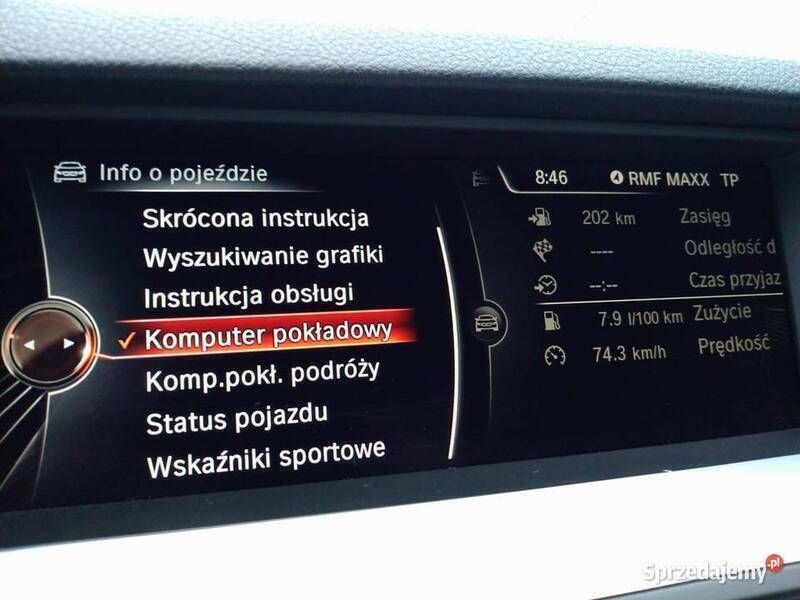 Info o pojeździe
8:46 RMF MAXX TP
Skrócona instrukcja
Wyszukiwanie grafiki
Instrukcja obsługi
Komputer pokładowy
Komp.pokł. podróży
Status pojazdu
Wskaźniki sportowe
202 km Zasięg
---- Odległość d
--:-- Czas przyjaz
7.9 l/100 km Zużycie
74.3 km/h Prędkość
Sprzedajemy.pl